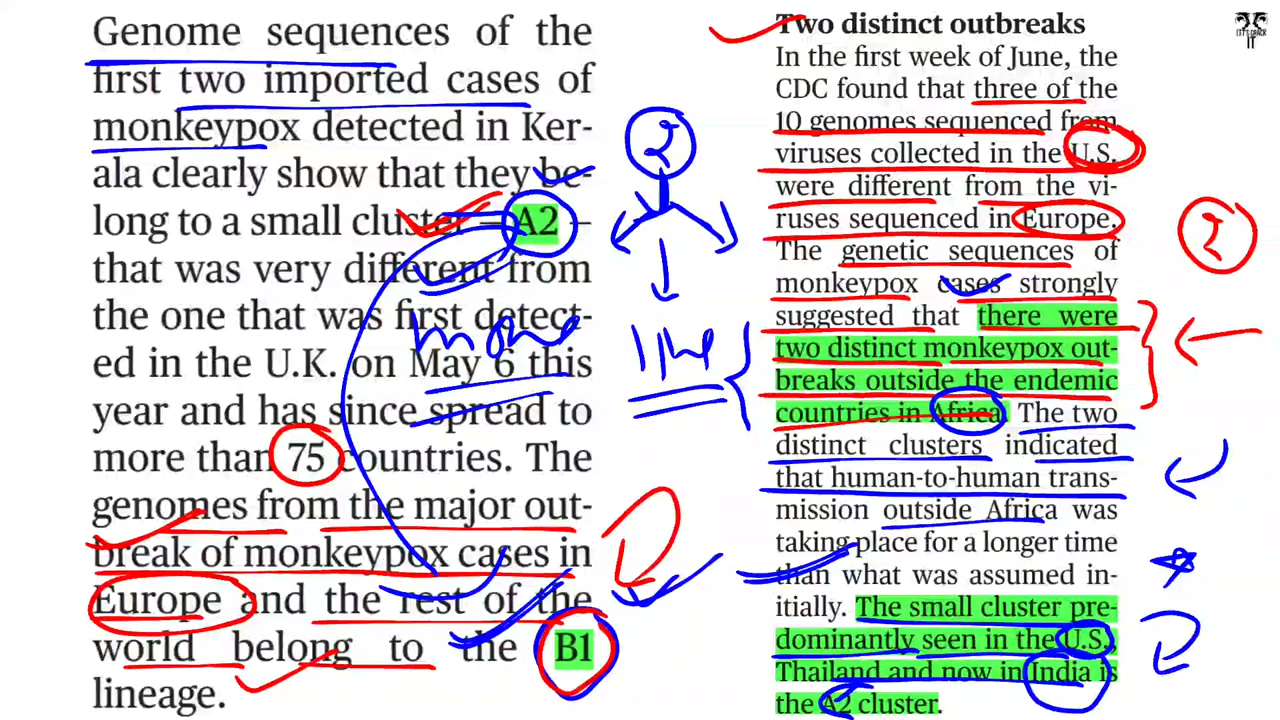 Genome sequences of the
first two imported cases of
monkeypox detected in Ker-
ala clearly show that they be-
long to a small cluster – A2 –
that was very different from
the one that was first detect-
ed in the U.K. on May 6 this
year and has since spread to
more than 75 countries. The
genomes from the major out-
break of monkeypox cases in
Europe and the rest of the
world belong to the B1
lineage.
Two distinct outbreaks
In the first week of June, the
CDC found that three of the
10 genomes sequenced from
viruses collected in the U.S.
were different from the vi-
ruses sequenced in Europe.
The genetic sequences of
monkeypox cases strongly
suggested that there were
two distinct monkeypox out-
breaks outside the endemic
countries in Africa. The two
distinct clusters indicated
that human-to-human trans-
mission outside Africa was
taking place for a longer time
than what was assumed in-
itially. The small cluster pre-
dominantly seen in the U.S.,
Thailand and now in India is
the A2 cluster.
LET'S CRACK
IT